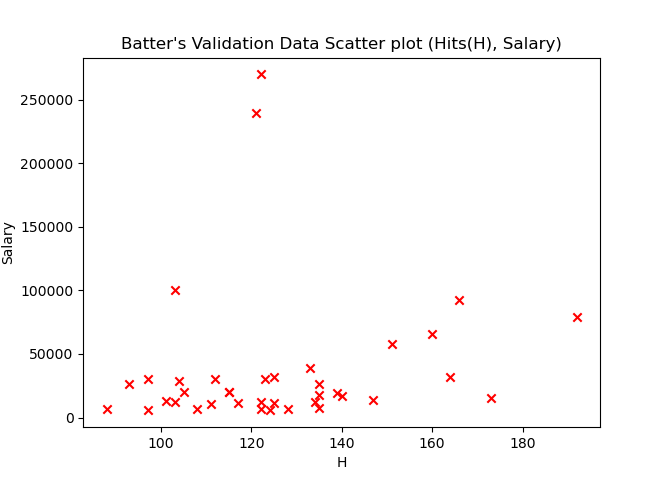 Batter's Validation Data Scatter plot (Hits(H), Salary)
250000
200000
150000
100000
50000
0
Salary
100 120 140 160 180
H